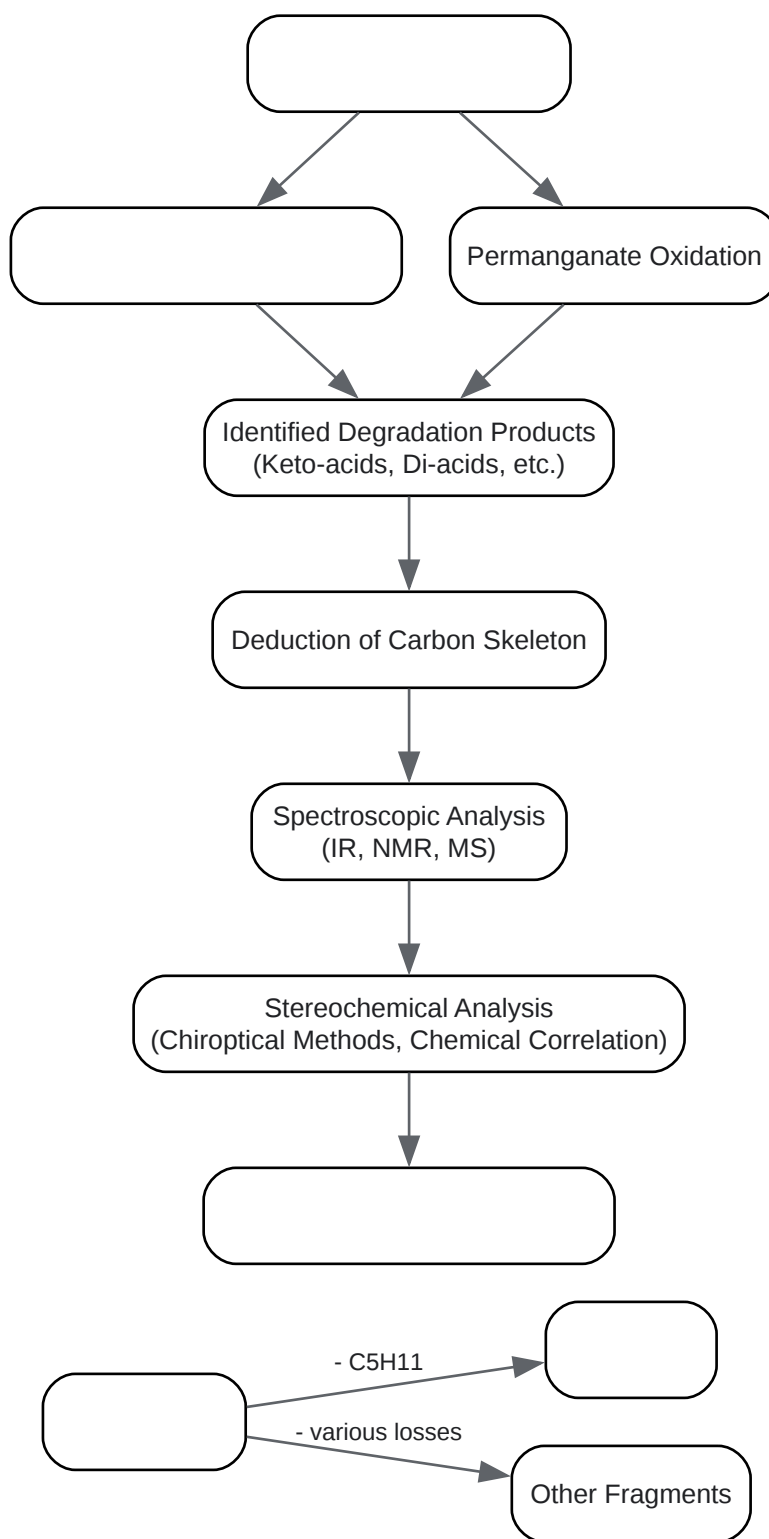 Permanganate Oxidation
Identified Degradation Products
(Keto-acids, Di-acids, etc.)
Deduction of Carbon Skeleton
Spectroscopic Analysis
(IR, NMR, MS)
Stereochemical Analysis
(Chiroptical Methods, Chemical Correlation)
- C5H11
- various losses
Other Fragments